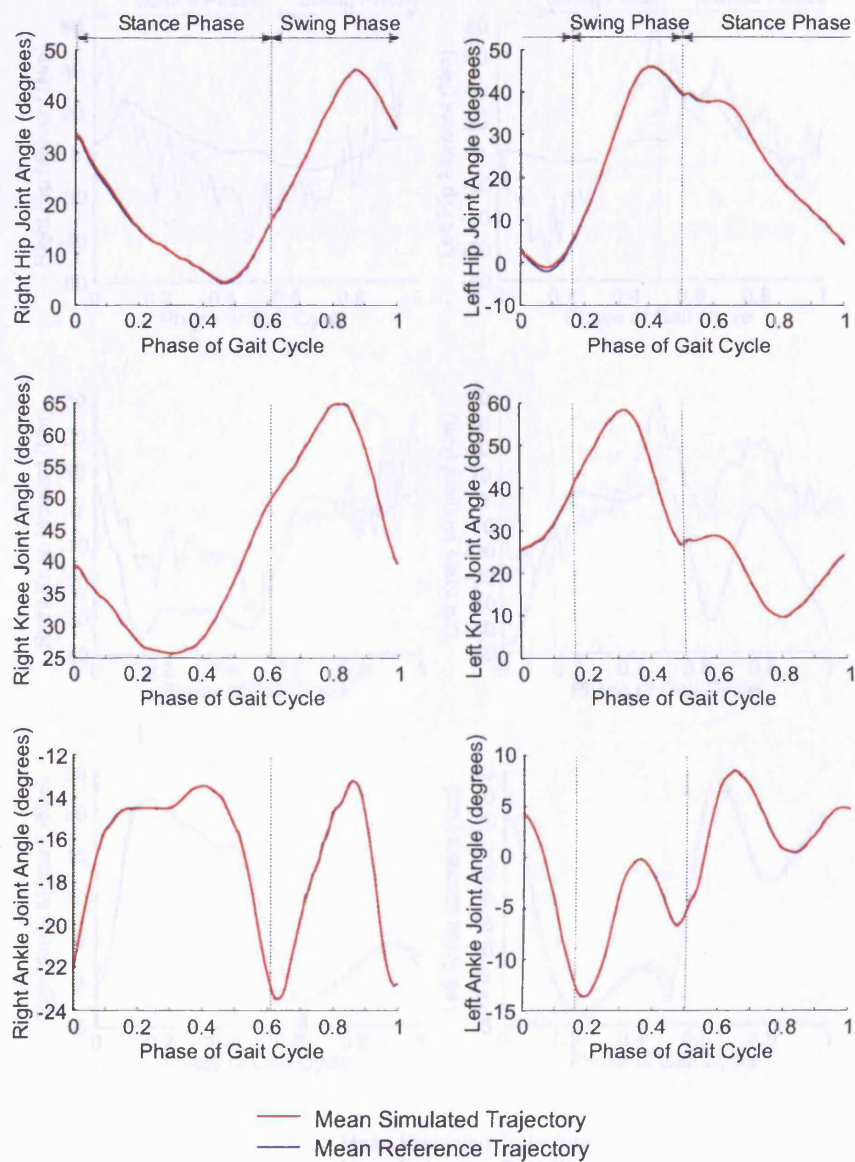 Stance Phase Swing Phase
Swing Phase Stance Phase
Right Hip Joint Angle (degrees)
50
40
30
20
10
0
0 0.2 0.4 0.6 0.8 1
Phase of Gait Cycle
Left Hip Joint Angle (degrees)
50
40
30
20
10
0
-10
0 0.2 0.4 0.6 0.8 1
Phase of Gait Cycle
Right Knee Joint Angle (degrees)
65
60
55
50
45
40
35
30
25
0 0.2 0.4 0.6 0.8 1
Phase of Gait Cycle
Left Knee Joint Angle (degrees)
60
50
40
30
20
10
0
0 0.2 0.4 0.6 0.8 1
Phase of Gait Cycle
Right Ankle Joint Angle (degrees)
-12
-14
-16
-18
-20
-22
-24
0 0.2 0.4 0.6 0.8 1
Phase of Gait Cycle
Left Ankle Joint Angle (degrees)
10
5
0
-5
-10
-15
0 0.2 0.4 0.6 0.8 1
Phase of Gait Cycle
Mean Simulated Trajectory
Mean Reference Trajectory